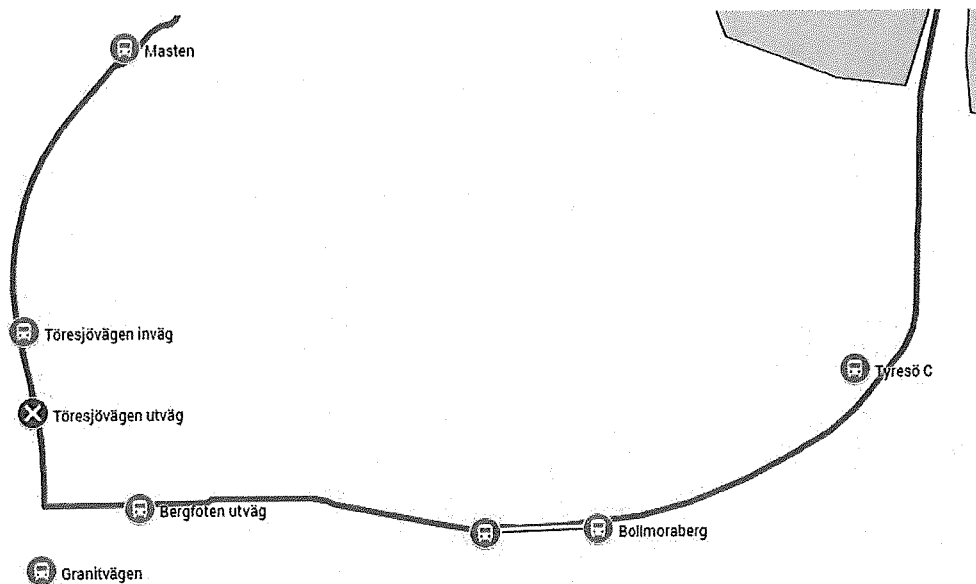 Masten
Töresjövägen inväg
Tyresö C
Töresjövägen utväg
Bergfoten utväg
Bollmoraberg
Granitvägen